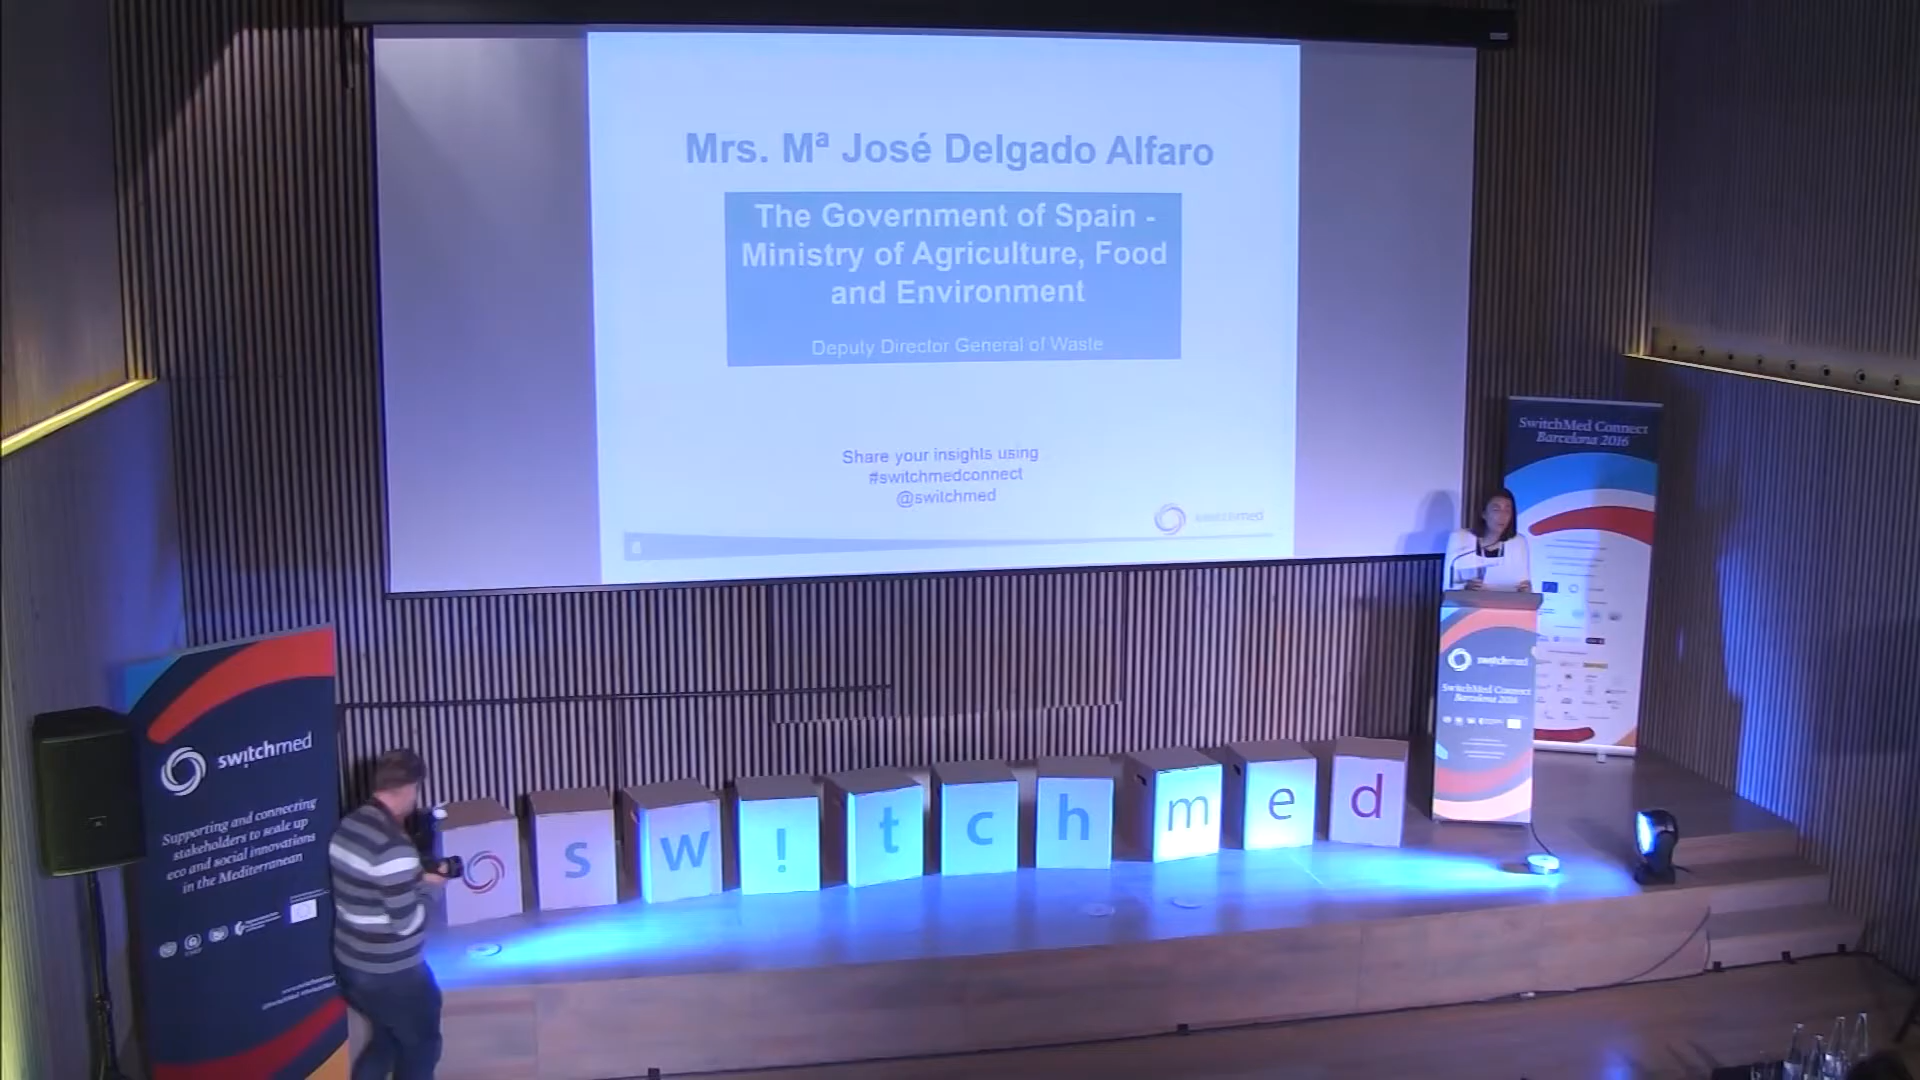 Mrs. Mª José Delgado Alfaro
The Government of Spain -
Ministry of Agriculture, Food
and Environment
Deputy Director General of Waste
Share your insights using
#switchmedconnect
@switchmed
switchmed
SwitchMed Connect
Barcelona 2016
switchmed
SwitchMed Connect
Barcelona 2016
switchmed
Supporting and connecting
stakeholders to scale up
eco and social innovations
in the Mediterranean
sw!tchmed